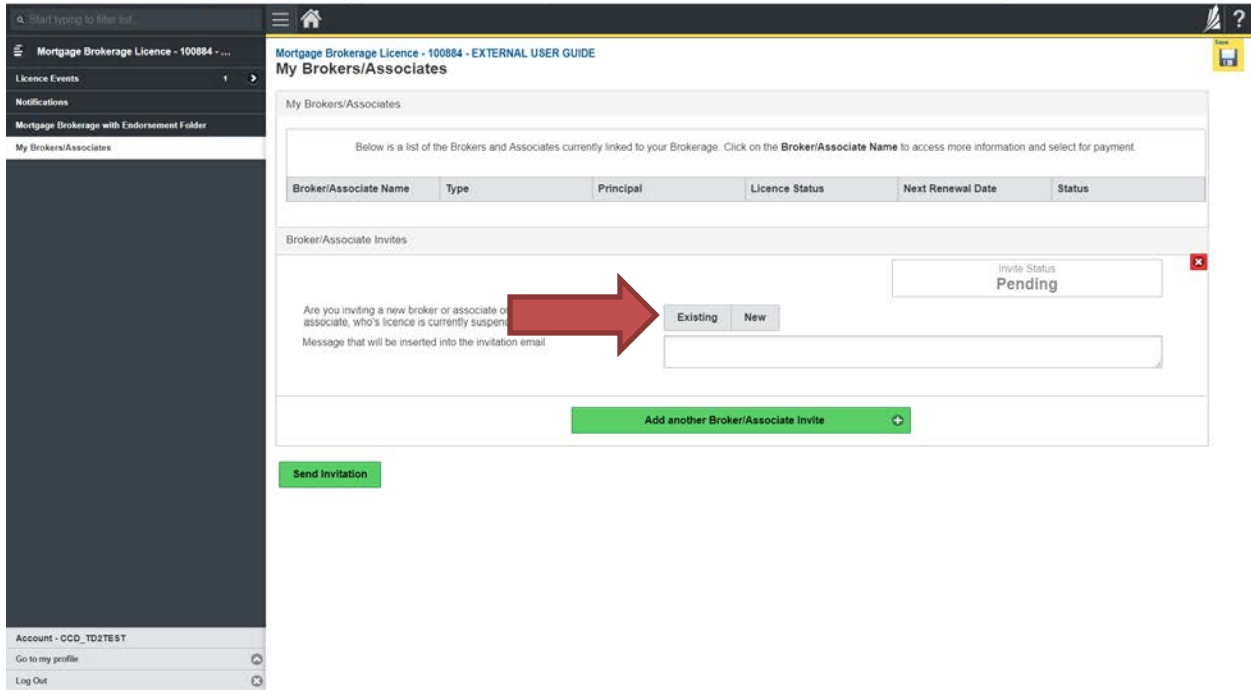 Start typing to filter list...
Mortgage Brokerage Licence - 100884 - ...
Licence Events 1
Notifications
Mortgage Brokerage with Endorsement Folder
My Brokers/Associates
?
Save
Mortgage Brokerage Licence - 100884 - EXTERNAL USER GUIDE
My Brokers/Associates
My Brokers/Associates
Below is a list of the Brokers and Associates currently linked to your Brokerage. Click on the Broker/Associate Name to access more information and select for payment.
Broker/Associate Name Type Principal Licence Status Next Renewal Date Status
Broker/Associate Invites
Invite Status
Pending
Are you inviting a new broker or associate
associate, who's licence is currently
Existing New
Message that will be inserted into the invitation email
Add another Broker/Associate Invite
Send Invitation
Account - CCD_TD2TEST
Go to my profile
Log Out